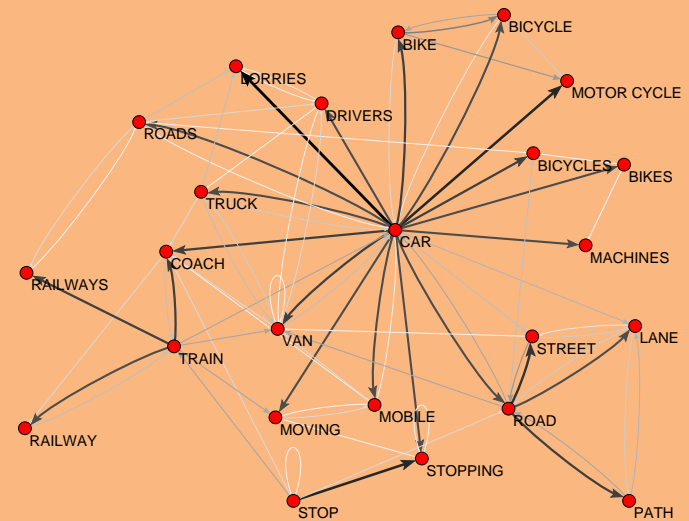 BICYCLE
BIKE
LORRIES
MOTOR CYCLE
DRIVERS
ROADS
BICYCLES
BIKES
TRUCK
CAR
MACHINES
COACH
RAILWAYS
VAN
STREET
LANE
TRAIN
MOBILE
ROAD
MOVING
RAILWAY
STOPPING
STOP
PATH